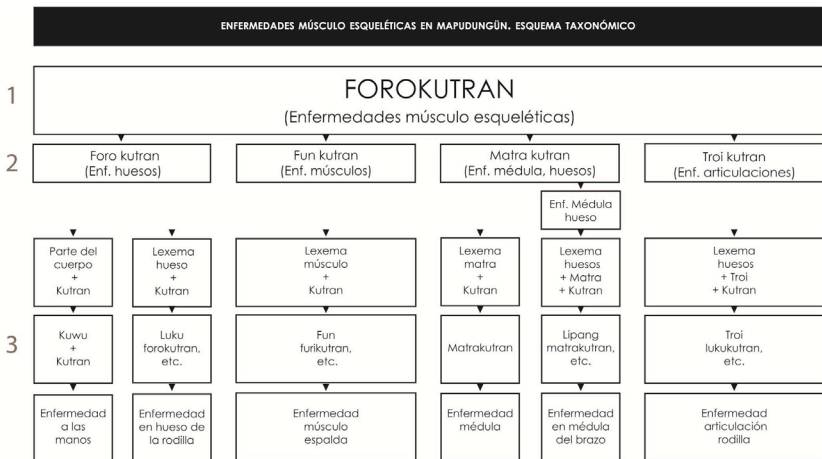 ENFERMEDADES MÚSCULO ESQUELÉTICAS EN MAPUDUNGÜN. ESQUEMA TAXONÓMICO
1
FOROKUTRAN
(Enfermedades músculo esqueléticas)
2
Foro kutran
(Enf. huesos)
Fun kutran
(Enf. músculos)
Matra kutran
(Enf. médula, huesos)
Troi kutran
(Enf. articulaciones)
Enf. Médula
hueso
Parte del
cuerpo
+
Kutran
Lexema
hueso
+
Kutran
Lexema
músculo
+
Kutran
Lexema
matra
+
Kutran
Lexema
huesos
+ Matra
+ Kutran
Lexema
huesos
+ Troi
+ Kutran
3
Kuwu
+
Kutran
Luku
forokutran,
etc.
Fun
furikutran,
etc.
Matrakutran
Lipang
matrakutran,
etc.
Troi
lukukutran,
etc.
Enfermedad
a las
manos
Enfermedad
en hueso de
la rodilla
Enfermedad
músculo
espalda
Enfermedad
médula
Enfermedad
en médula
del brazo
Enfermedad
articulación
rodilla